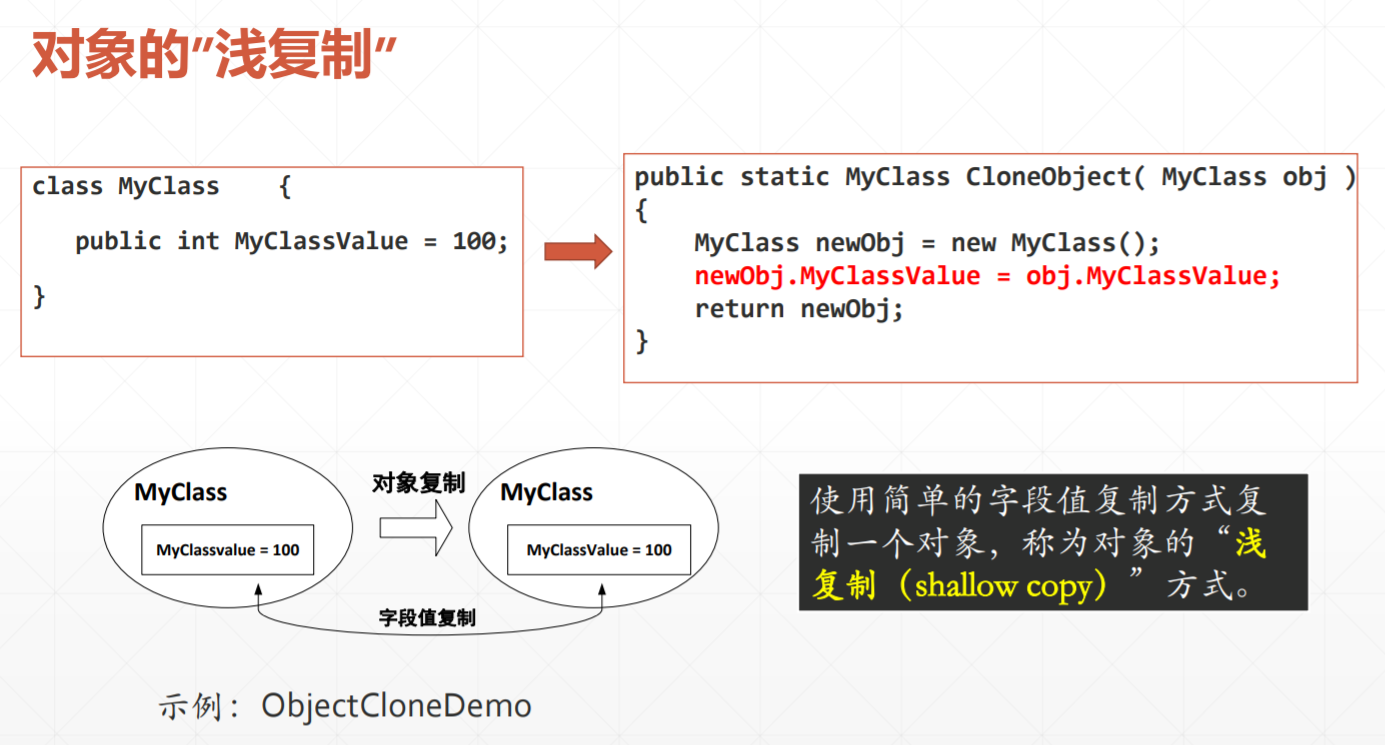 对象的”浅复制”
class MyClass    {
public int MyClassValue = 100;
}
public static MyClass CloneObject( MyClass obj )
{
MyClass newObj = new MyClass();
newObj.MyClassValue = obj.MyClassValue;
return newObj;
}
MyClass
MyClassvalue = 100
对象复制
MyClass
MyClassValue = 100
字段值复制
使用简单的字段值复制方式复
制一个对象，称为对象的“浅
复制（shallow copy）”方式。
示例：ObjectCloneDemo